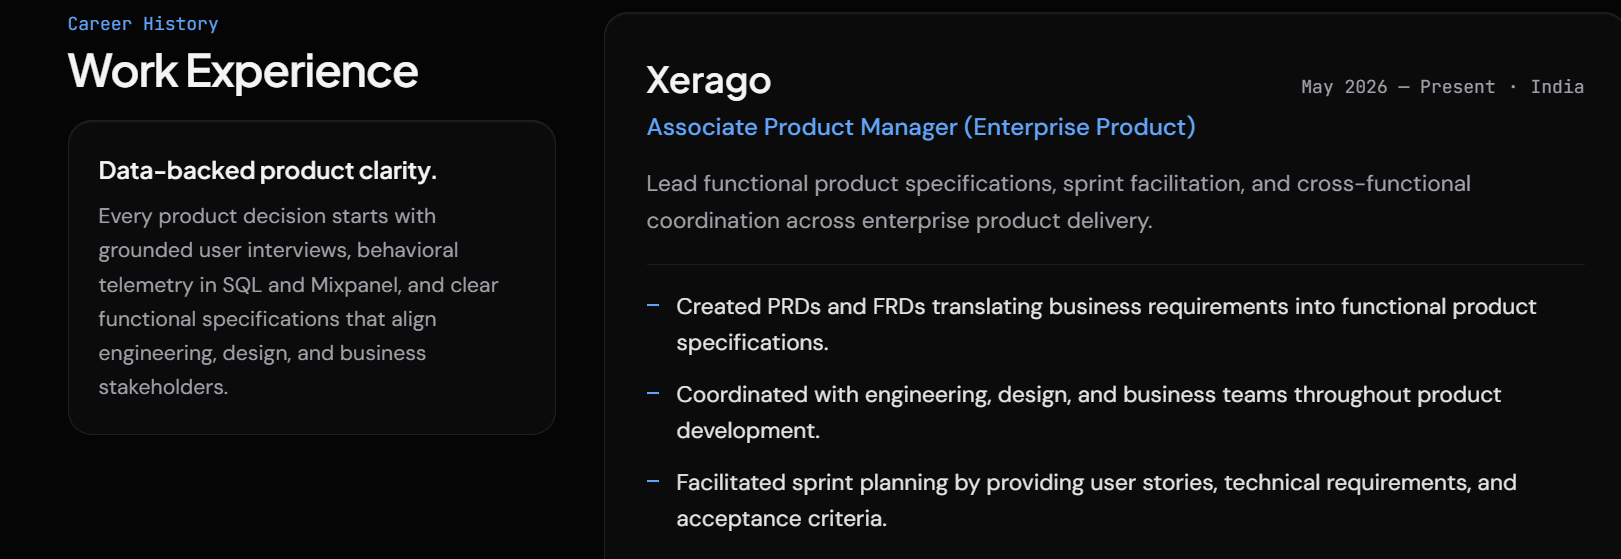 Career History
Work Experience
Data-backed product clarity.
Every product decision starts with
grounded user interviews, behavioral
telemetry in SQL and Mixpanel, and clear
functional specifications that align
engineering, design, and business
stakeholders.
Xerago
May 2026 — Present · India
Associate Product Manager (Enterprise Product)
Lead functional product specifications, sprint facilitation, and cross-functional
coordination across enterprise product delivery.
– Created PRDs and FRDs translating business requirements into functional product
specifications.
– Coordinated with engineering, design, and business teams throughout product
development.
– Facilitated sprint planning by providing user stories, technical requirements, and
acceptance criteria.